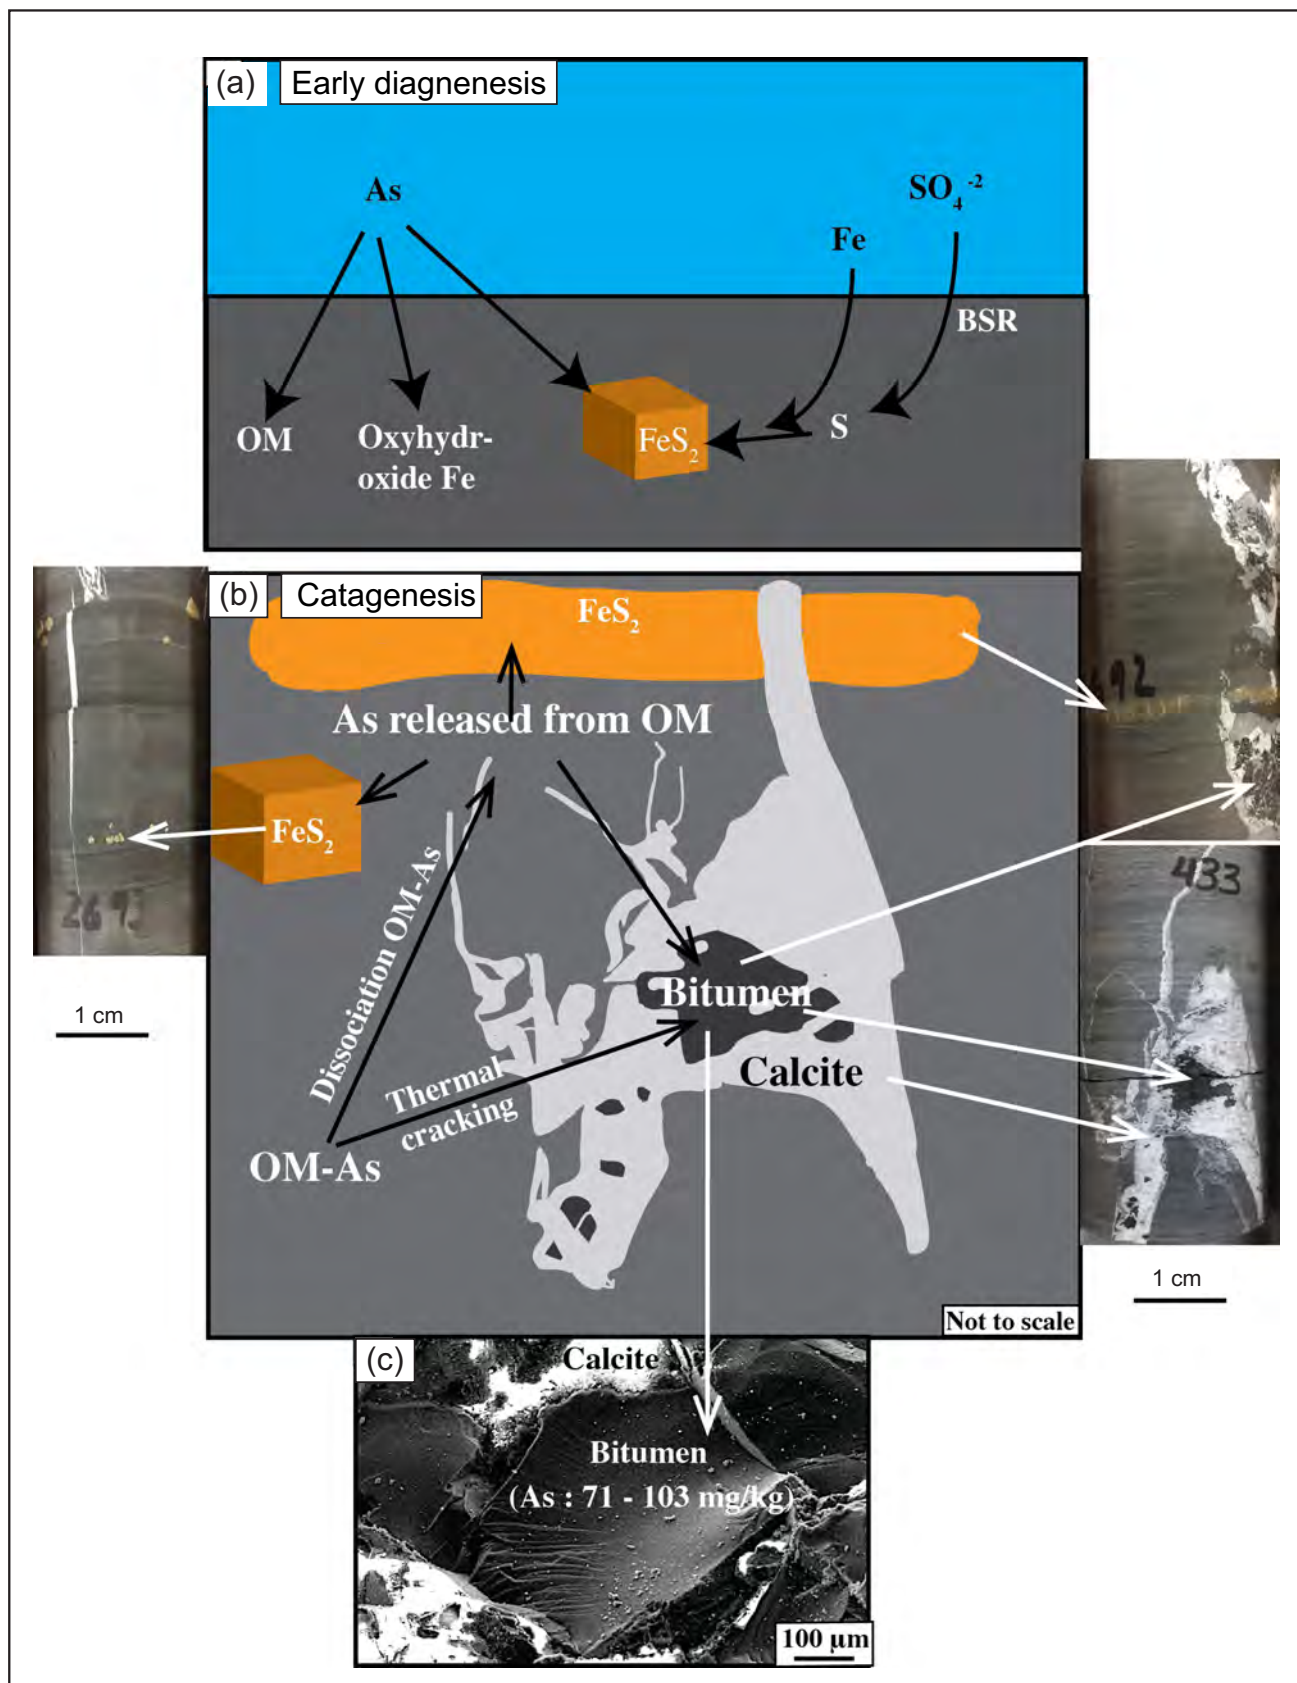 (a) Early diagnenesis
As
SO₄⁻²
Fe
BSR
OM
Oxyhydr-
oxide Fe
FeS₂
S
(b) Catagenesis
FeS₂
As released from OM
FeS₂
Dissociation OM-As
Thermal
cracking
OM-As
Bitumen
Calcite
Not to scale
692
433
1 cm
1 cm
(c)
Calcite
Bitumen
(As : 71 - 103 mg/kg)
100 µm